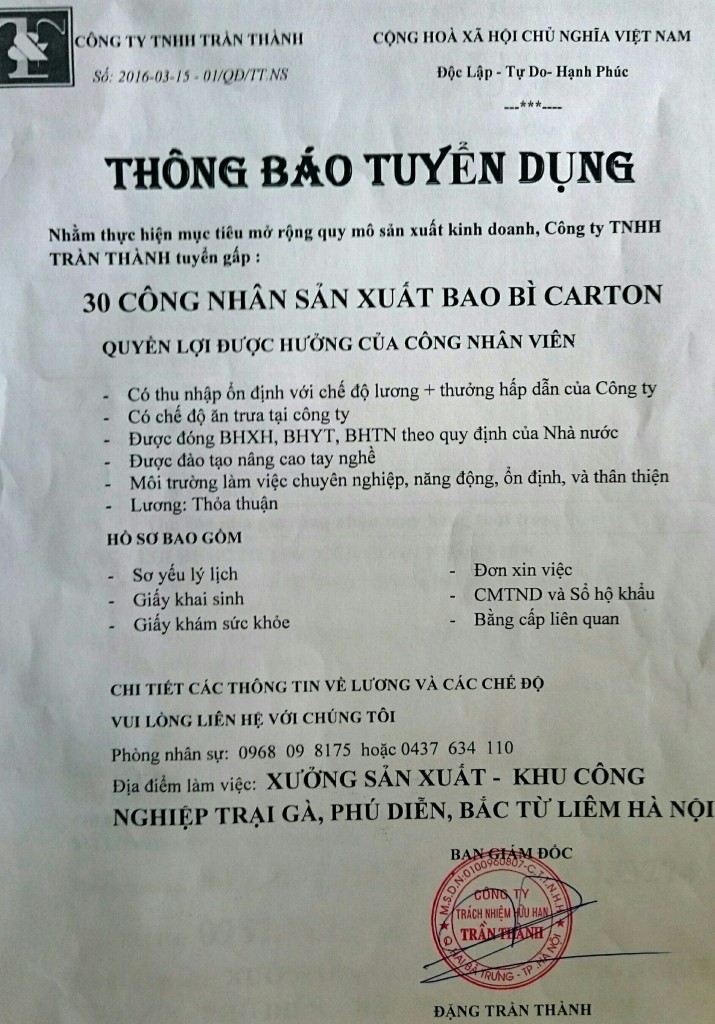 CÔNG TY TNHH TRẦN THÀNH
Số: 2016-03-15 - 01/QĐ/TT.NS
CỘNG HOÀ XÃ HỘI CHỦ NGHĨA VIỆT NAM
Độc Lập - Tự Do- Hạnh Phúc
---***----
THÔNG BÁO TUYỂN DỤNG
Nhằm thực hiện mục tiêu mở rộng quy mô sản xuất kinh doanh, Công ty TNHH
TRẦN THÀNH tuyển gấp :
30 CÔNG NHÂN SẢN XUẤT BAO BÌ CARTON
QUYỀN LỢI ĐƯỢC HƯỞNG CỦA CÔNG NHÂN VIÊN
- Có thu nhập ổn định với chế độ lương + thưởng hấp dẫn của Công ty
- Có chế độ ăn trưa tại công ty
- Được đóng BHXH, BHYT, BHTN theo quy định của Nhà nước
- Được đào tạo nâng cao tay nghề
- Môi trường làm việc chuyên nghiệp, năng động, ổn định, và thân thiện
- Lương: Thỏa thuận
HỒ SƠ BAO GỒM
- Sơ yếu lý lịch
- Giấy khai sinh
- Giấy khám sức khỏe
- Đơn xin việc
- CMTND và Sổ hộ khẩu
- Bằng cấp liên quan
CHI TIẾT CÁC THÔNG TIN VỀ LƯƠNG VÀ CÁC CHẾ ĐỘ
VUI LÒNG LIÊN HỆ VỚI CHÚNG TÔI
Phòng nhân sự: 0968 09 8175 hoặc 0437 634 110
Địa điểm làm việc: XƯỞNG SẢN XUẤT - KHU CÔNG
NGHIỆP TRẠI GÀ, PHÚ DIỄN, BẮC TỪ LIÊM HÀ NỘI
BAN GIÁM ĐỐC
M.S.D.N:0100960807-C.T.T.N.H.H
CÔNG TY
TRÁCH NHIỆM HỮU HẠN
TRẦN THÀNH
Q. HAI BÀ TRƯNG - TP. HÀ NỘI
ĐẶNG TRẦN THÀNH